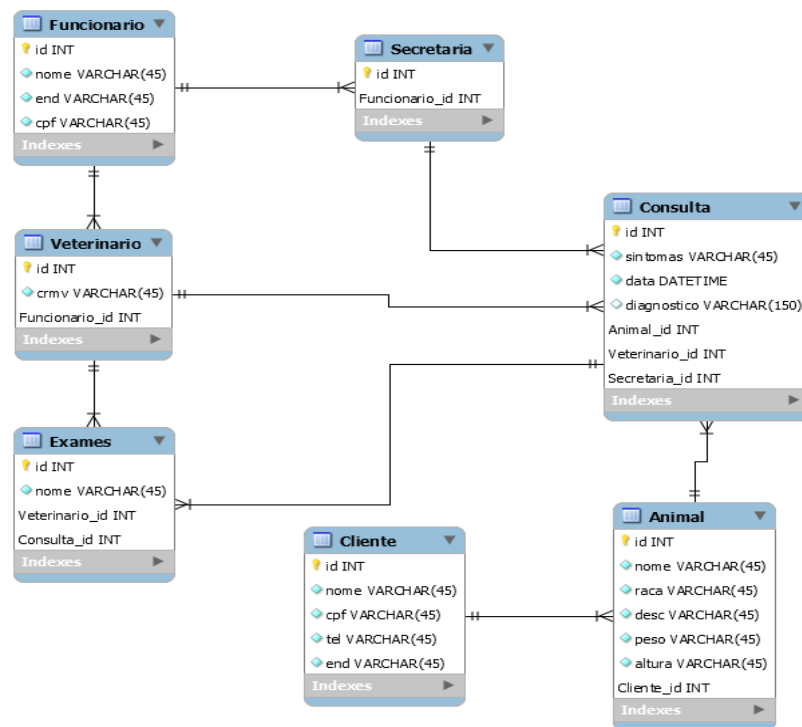 Funcionario
id INT
nome VARCHAR(45)
end VARCHAR(45)
cpf VARCHAR(45)
Indexes
Secretaria
id INT
Funcionario_id INT
Indexes
Veterinario
id INT
crmv VARCHAR(45)
Funcionario_id INT
Indexes
Consulta
id INT
sintomas VARCHAR(45)
data DATETIME
diagnostico VARCHAR(150)
Animal_id INT
Veterinario_id INT
Secretaria_id INT
Indexes
Exames
id INT
nome VARCHAR(45)
Veterinario_id INT
Consulta_id INT
Indexes
Cliente
id INT
nome VARCHAR(45)
cpf VARCHAR(45)
tel VARCHAR(45)
end VARCHAR(45)
Indexes
Animal
id INT
nome VARCHAR(45)
raca VARCHAR(45)
desc VARCHAR(45)
peso VARCHAR(45)
altura VARCHAR(45)
Cliente_id INT
Indexes